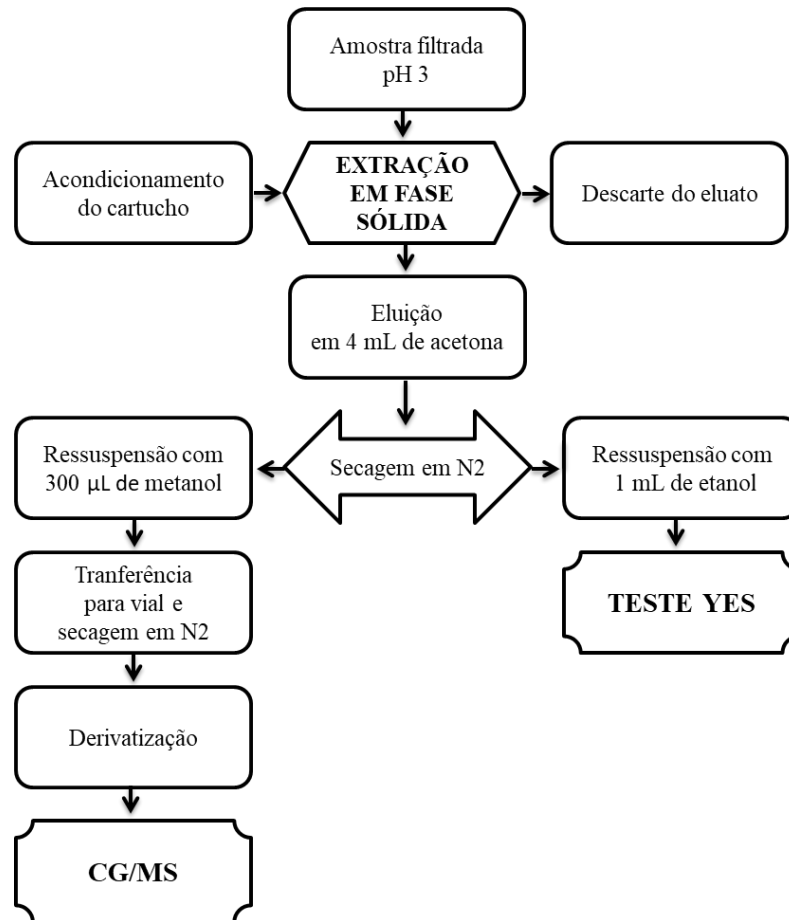 Amostra filtrada
pH 3
Acondicionamento
do cartucho
EXTRAÇÃO
EM FASE
SÓLIDA
Descarte do eluato
Eluição
em 4 mL de acetona
Ressuspensão com
300 µL de metanol
Secagem em N2
Ressuspensão com
1 mL de etanol
Tranferência
para vial e
secagem em N2
TESTE YES
Derivatização
CG/MS